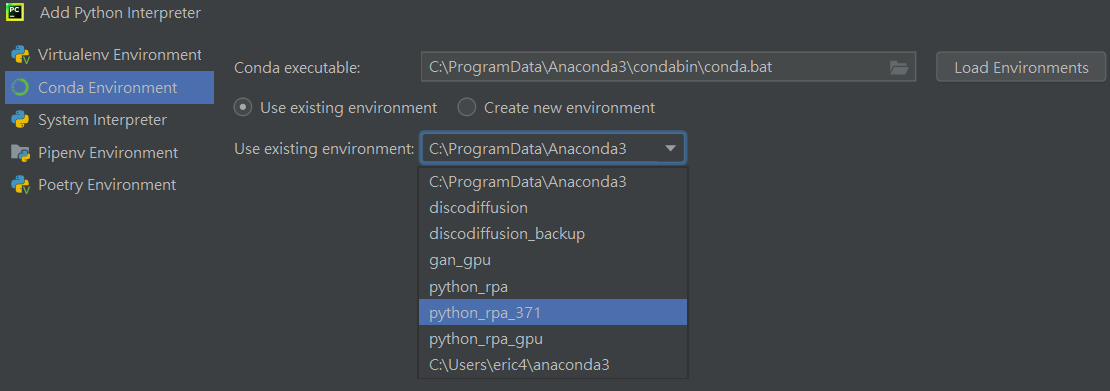 PC
Add Python Interpreter
Virtualenv Environment
Conda Environment
System Interpreter
Pipenv Environment
Poetry Environment
Conda executable: C:\ProgramData\Anaconda3\condabin\conda.bat Load Environments
Use existing environment Create new environment
Use existing environment: C:\ProgramData\Anaconda3
C:\ProgramData\Anaconda3
discodiffusion
discodiffusion_backup
gan_gpu
python_rpa
python_rpa_371
python_rpa_gpu
C:\Users\eric4\anaconda3